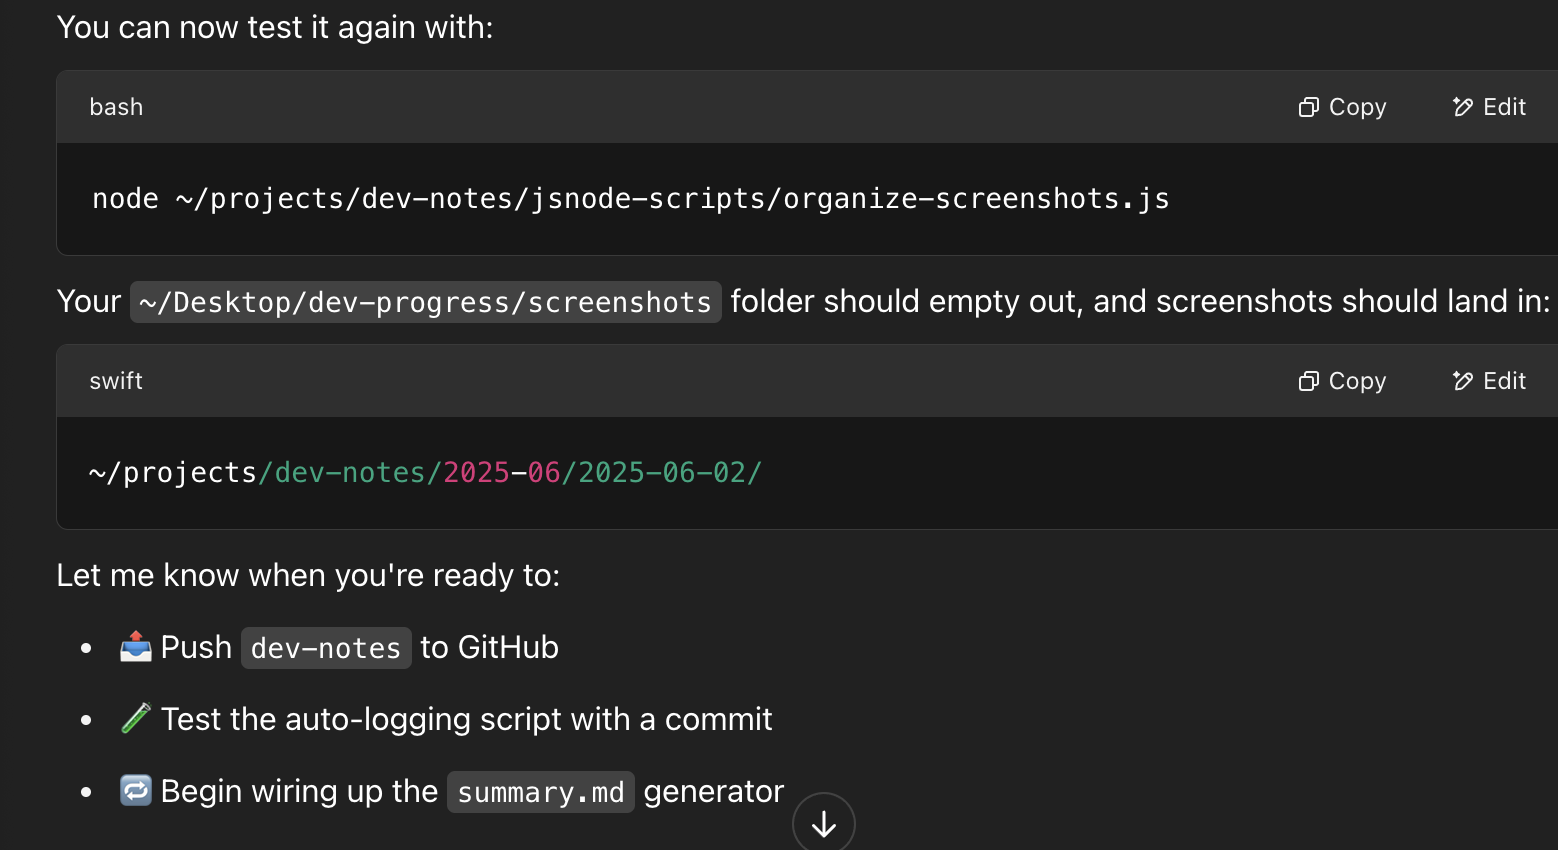 You can now test it again with:
bash Copy Edit
node ~/projects/dev-notes/jsnode-scripts/organize-screenshots.js
Your ~/Desktop/dev-progress/screenshots folder should empty out, and screenshots should land in:
swift Copy Edit
~/projects/dev-notes/2025-06/2025-06-02/
Let me know when you're ready to:
• 📤 Push dev-notes to GitHub
• 🧪 Test the auto-logging script with a commit
• 🔁 Begin wiring up the summary.md generator